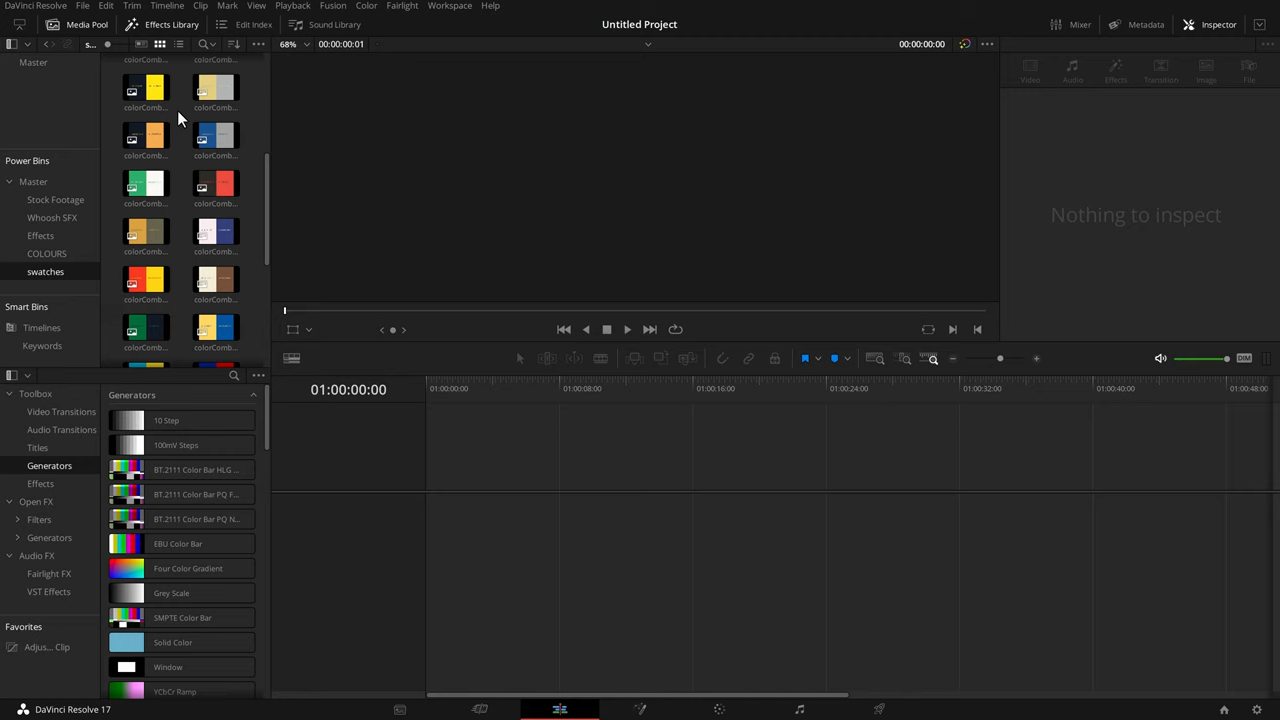 DaVinci Resolve File Edit Trim Timeline Clip Mark View Playback Fusion Color Fairlight Workspace Help
Media Pool Effects Library Edit Index Sound Library Untitled Project Mixer Metadata Inspector
s... 68% 00:00:00:01 00:00:00:00
Master
colorComb... colorComb...
colorComb... colorComb...
colorComb... colorComb...
colorComb... colorComb...
colorComb... colorComb...
colorComb... colorComb...
colorComb... colorComb...
Power Bins
Master
Stock Footage
Whoosh SFX
Effects
COLOURS
swatches
Smart Bins
Timelines
Keywords
Video Audio Effects Transition Image File
Nothing to inspect
DIM
Toolbox
Video Transitions
Audio Transitions
Titles
Generators
Effects
Open FX
Filters
Generators
Audio FX
Fairlight FX
VST Effects
Favorites
Adjus... Clip
Generators
10 Step
100mV Steps
BT.2111 Color Bar HLG ...
BT.2111 Color Bar PQ F...
BT.2111 Color Bar PQ N...
EBU Color Bar
Four Color Gradient
Grey Scale
SMPTE Color Bar
Solid Color
Window
YCbCr Ramp
01:00:00:00
01:00:00:00 01:00:08:00 01:00:16:00 01:00:24:00 01:00:32:00 01:00:40:00 01:00:48:00
DaVinci Resolve 17